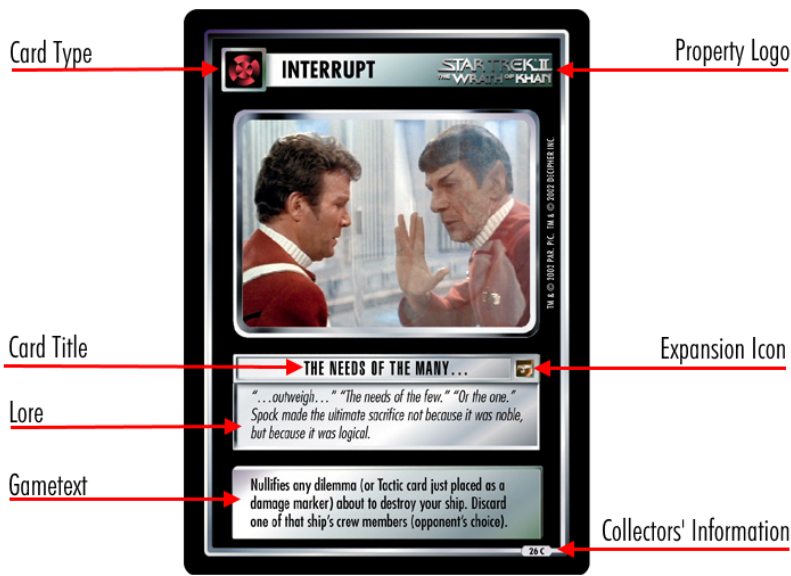 Card Type
INTERRUPT
STAR TREK II
THE WRATH OF KHAN
Property Logo
TM & © 2002 PAR. PIC. TM & © 2002 DECIPHER INC.
Card Title
THE NEEDS OF THE MANY...
Expansion Icon
Lore
“...outweigh...” “The needs of the few.” “Or the one.”
Spock made the ultimate sacrifice not because it was noble,
but because it was logical.
Gametext
Nullifies any dilemma (or Tactic card just placed as a
damage marker) about to destroy your ship. Discard
one of that ship’s crew members (opponent’s choice).
Collectors' Information
26 C